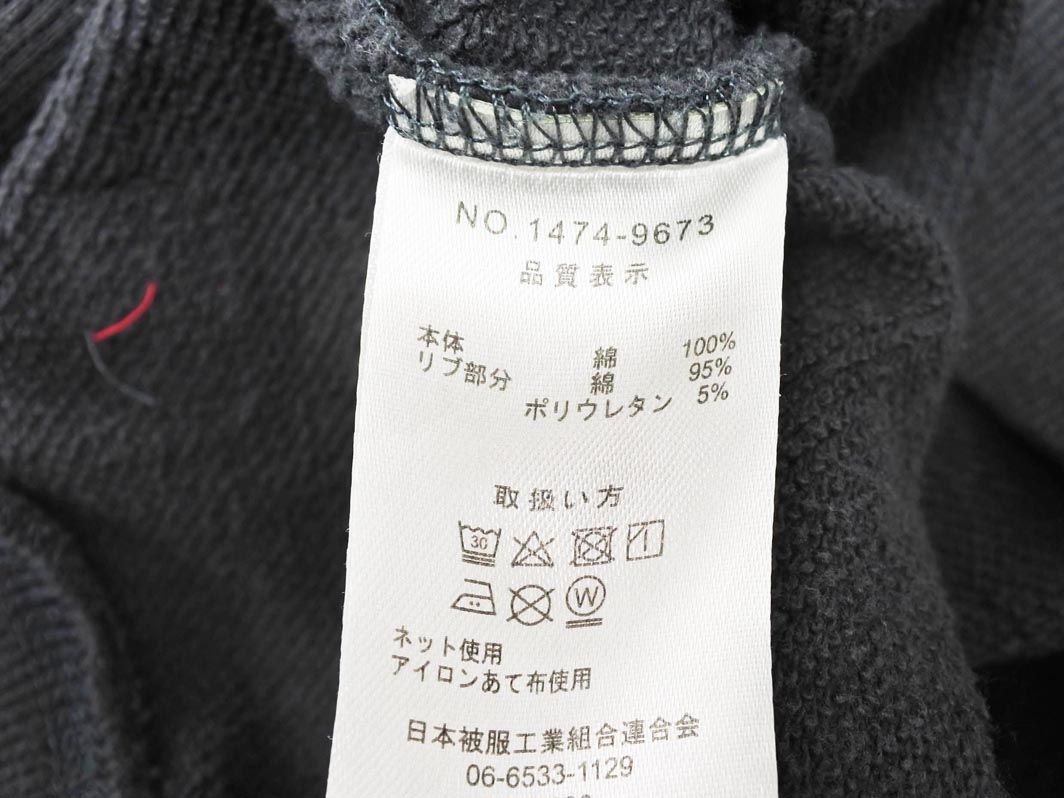 NO.1474-9673
品質表示
本体 綿 100%
リブ部分 綿 95%
ポリウレタン 5%
取扱い方
30
W
ネット使用
アイロンあて布使用
日本被服工業組合連合会
06-6533-1129